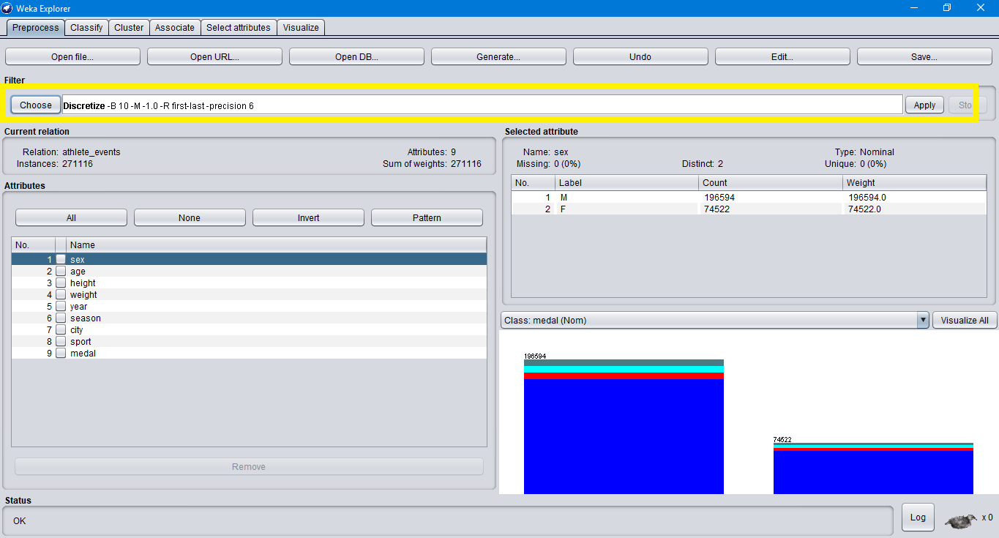 Weka Explorer
Preprocess Classify Cluster Associate Select attributes Visualize
Open file... Open URL... Open DB... Generate... Undo Edit... Save...
Filter
Choose Discretize -B 10 -M -1.0 -R first-last -precision 6 Apply Sto
Current relation
Relation: athlete_events Attributes: 9
Instances: 271116 Sum of weights: 271116
Attributes
All None Invert Pattern
No. Name
1 sex
2 age
3 height
4 weight
5 year
6 season
7 city
8 sport
9 medal
Remove
Selected attribute
Name: sex Type: Nominal
Missing: 0 (0%) Distinct: 2 Unique: 0 (0%)
No. Label Count Weight
1 M 196594 196594.0
2 F 74522 74522.0
Class: medal (Nom) Visualize All
196594
74522
Status
OK
Log x 0